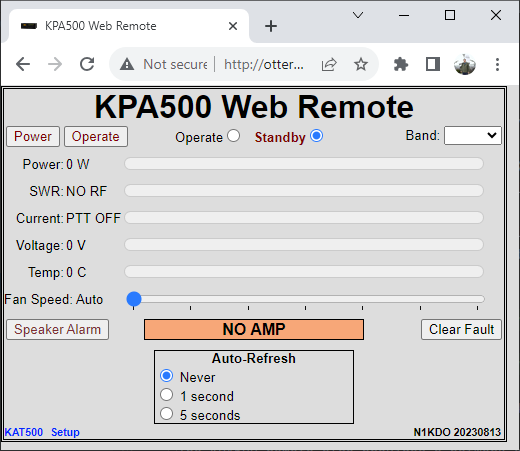 KPA500 Web Remote
Not secure http://otter...
KPA500 Web Remote
Power Operate Operate Standby Band:
Power: 0 W
SWR: NO RF
Current: PTT OFF
Voltage: 0 V
Temp: 0 C
Fan Speed: Auto
Speaker Alarm NO AMP Clear Fault
Auto-Refresh
Never
1 second
5 seconds
KAT500 Setup N1KDO 20230813